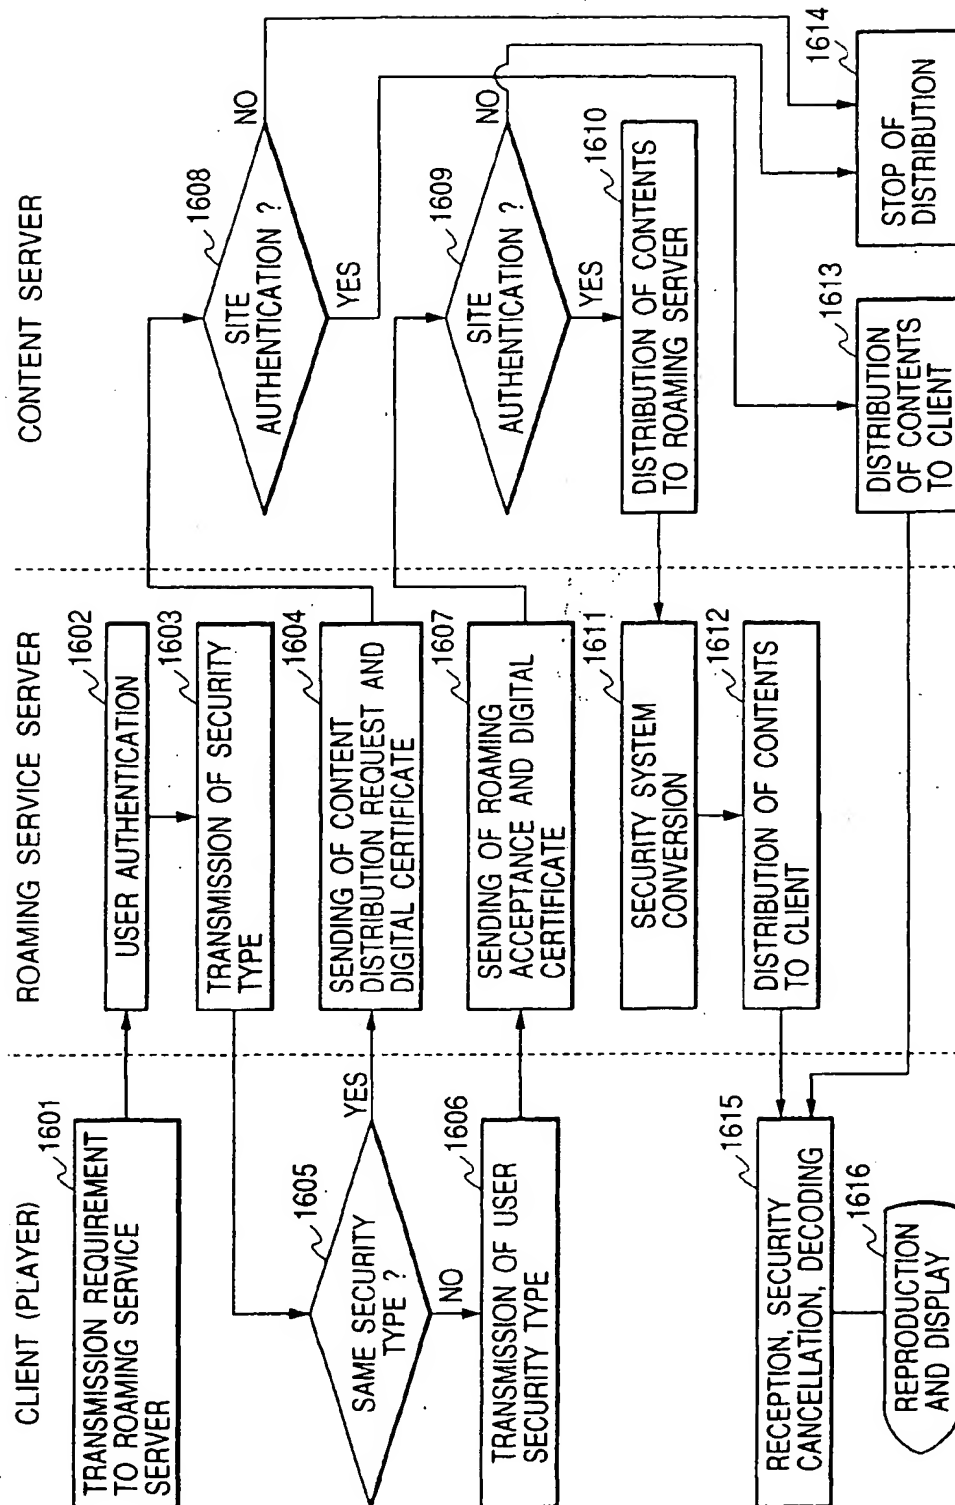 CLIENT (PLAYER)
TRANSMISSION REQUIREMENT
TO ROAMING SERVICE
SERVER
1601
SAME SECURITY
TYPE ?
1605
YES
NO
TRANSMISSION OF USER
SECURITY TYPE
1606
RECEPTION, SECURITY
CANCELLATION, DECODING
1615
REPRODUCTION
AND DISPLAY
1616
ROAMING SERVICE SERVER
USER AUTHENTICATION
1602
TRANSMISSION OF SECURITY
TYPE
1603
SENDING OF CONTENT
DISTRIBUTION REQUEST AND
DIGITAL CERTIFICATE
1604
SENDING OF ROAMING
ACCEPTANCE AND DIGITAL
CERTIFICATE
1607
SECURITY SYSTEM
CONVERSION
1611
DISTRIBUTION OF CONTENTS
TO CLIENT
1612
CONTENT SERVER
SITE
AUTHENTICATION ?
1608
NO
YES
SITE
AUTHENTICATION ?
1609
NO
YES
DISTRIBUTION OF CONTENTS
TO ROAMING SERVER
1610
DISTRIBUTION
OF CONTENTS
TO CLIENT
1613
STOP OF
DISTRIBUTION
1614